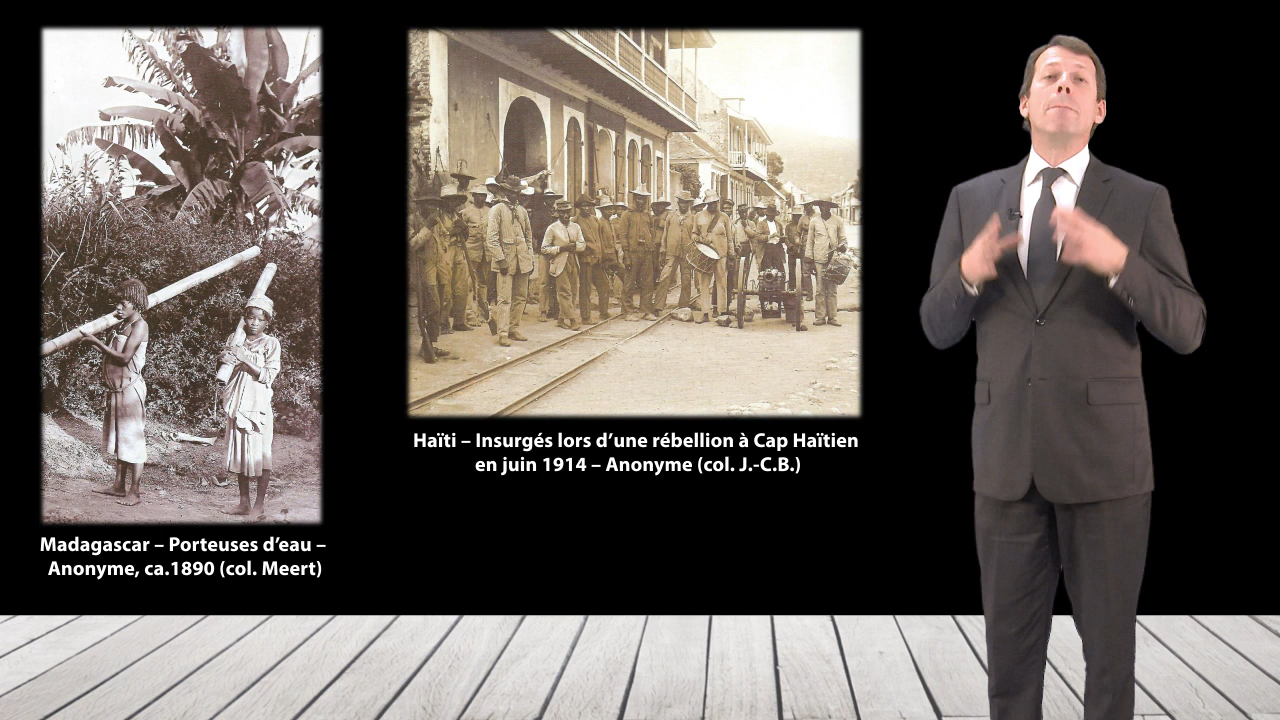 Madagascar – Porteuses d’eau –
Anonyme, ca.1890 (col. Meert)
Haïti – Insurgés lors d’une rébellion à Cap Haïtien
en juin 1914 – Anonyme (col. J.-C.B.)